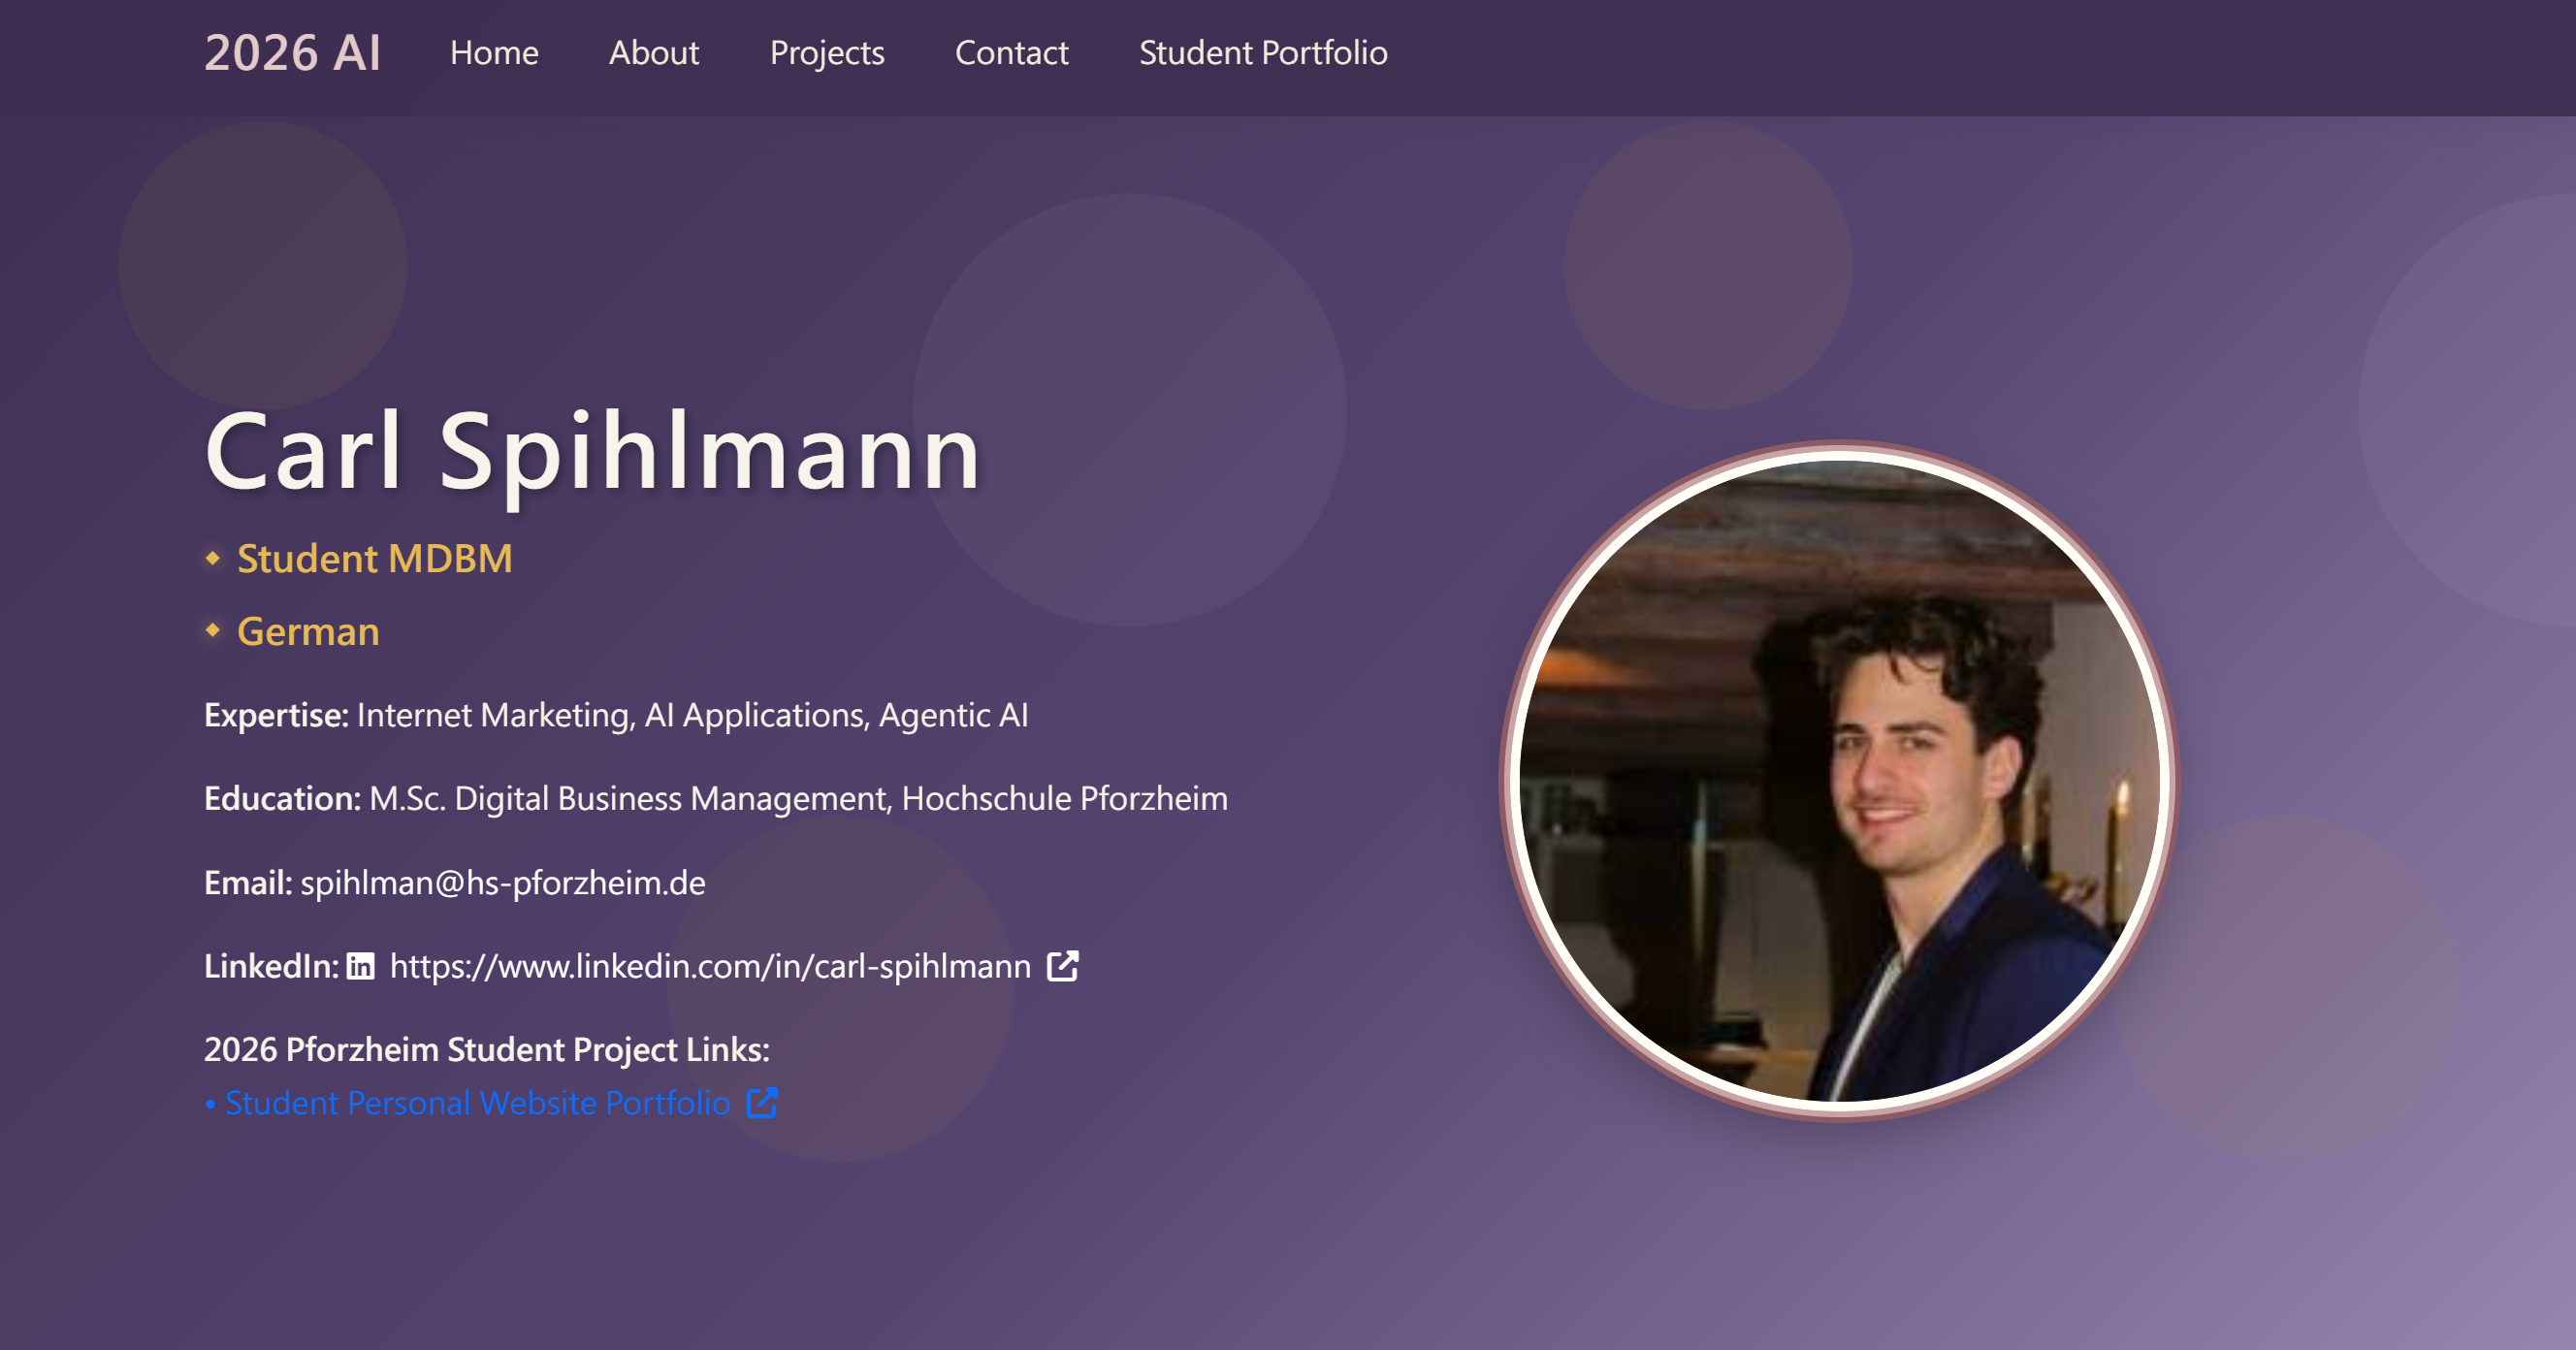 2026 AI Home About Projects Contact Student Portfolio
Carl Spihlmann
Student MDBM
German
Expertise: Internet Marketing, AI Applications, Agentic AI
Education: M.Sc. Digital Business Management, Hochschule Pforzheim
Email: spihlman@hs-pforzheim.de
LinkedIn: in https://www.linkedin.com/in/carl-spihlmann
2026 Pforzheim Student Project Links:
• Student Personal Website Portfolio